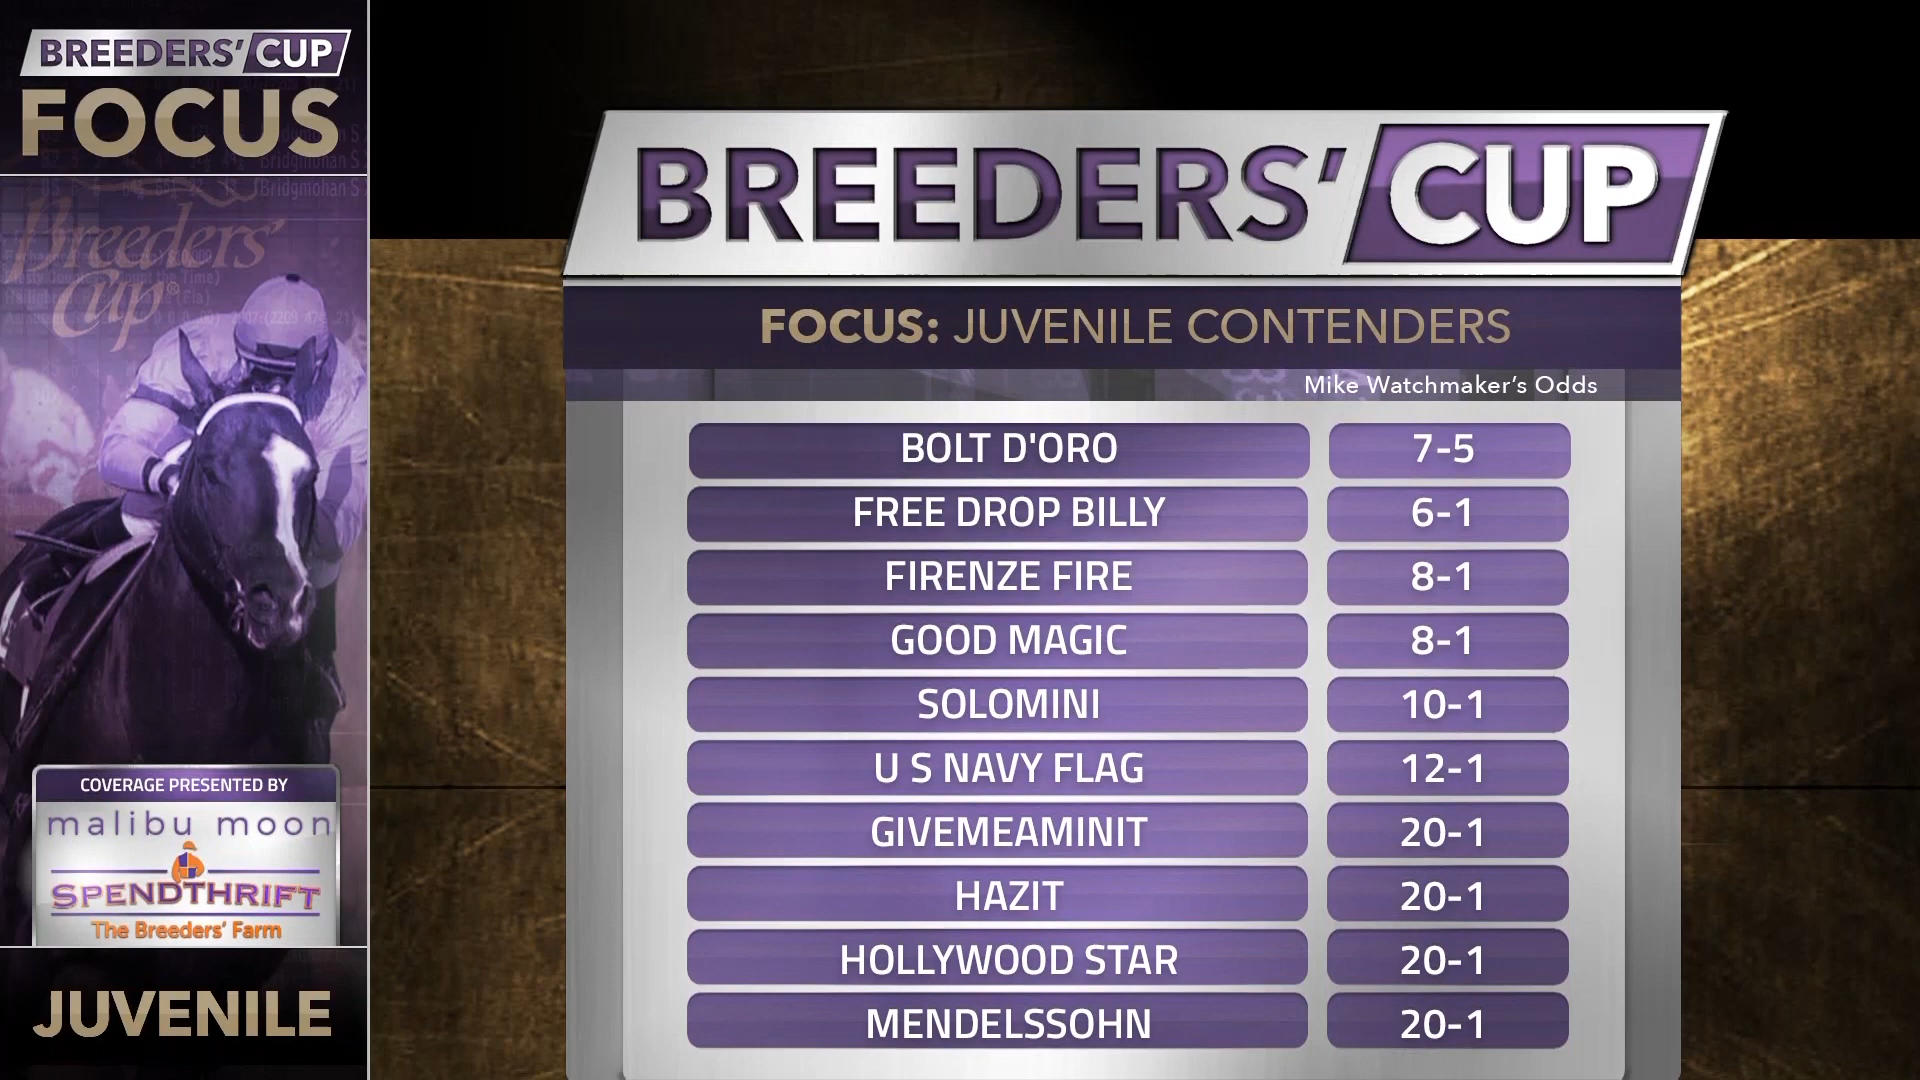 BREEDERS' CUP
FOCUS
Breeders'
Cup®
COVERAGE PRESENTED BY
malibu moon
SPENDTHRIFT
The Breeders' Farm
JUVENILE
BREEDERS' CUP
FOCUS: JUVENILE CONTENDERS
Mike Watchmaker's Odds
BOLT D'ORO 7-5
FREE DROP BILLY 6-1
FIRENZE FIRE 8-1
GOOD MAGIC 8-1
SOLOMINI 10-1
U S NAVY FLAG 12-1
GIVEMEAMINIT 20-1
HAZIT 20-1
HOLLYWOOD STAR 20-1
MENDELSSOHN 20-1